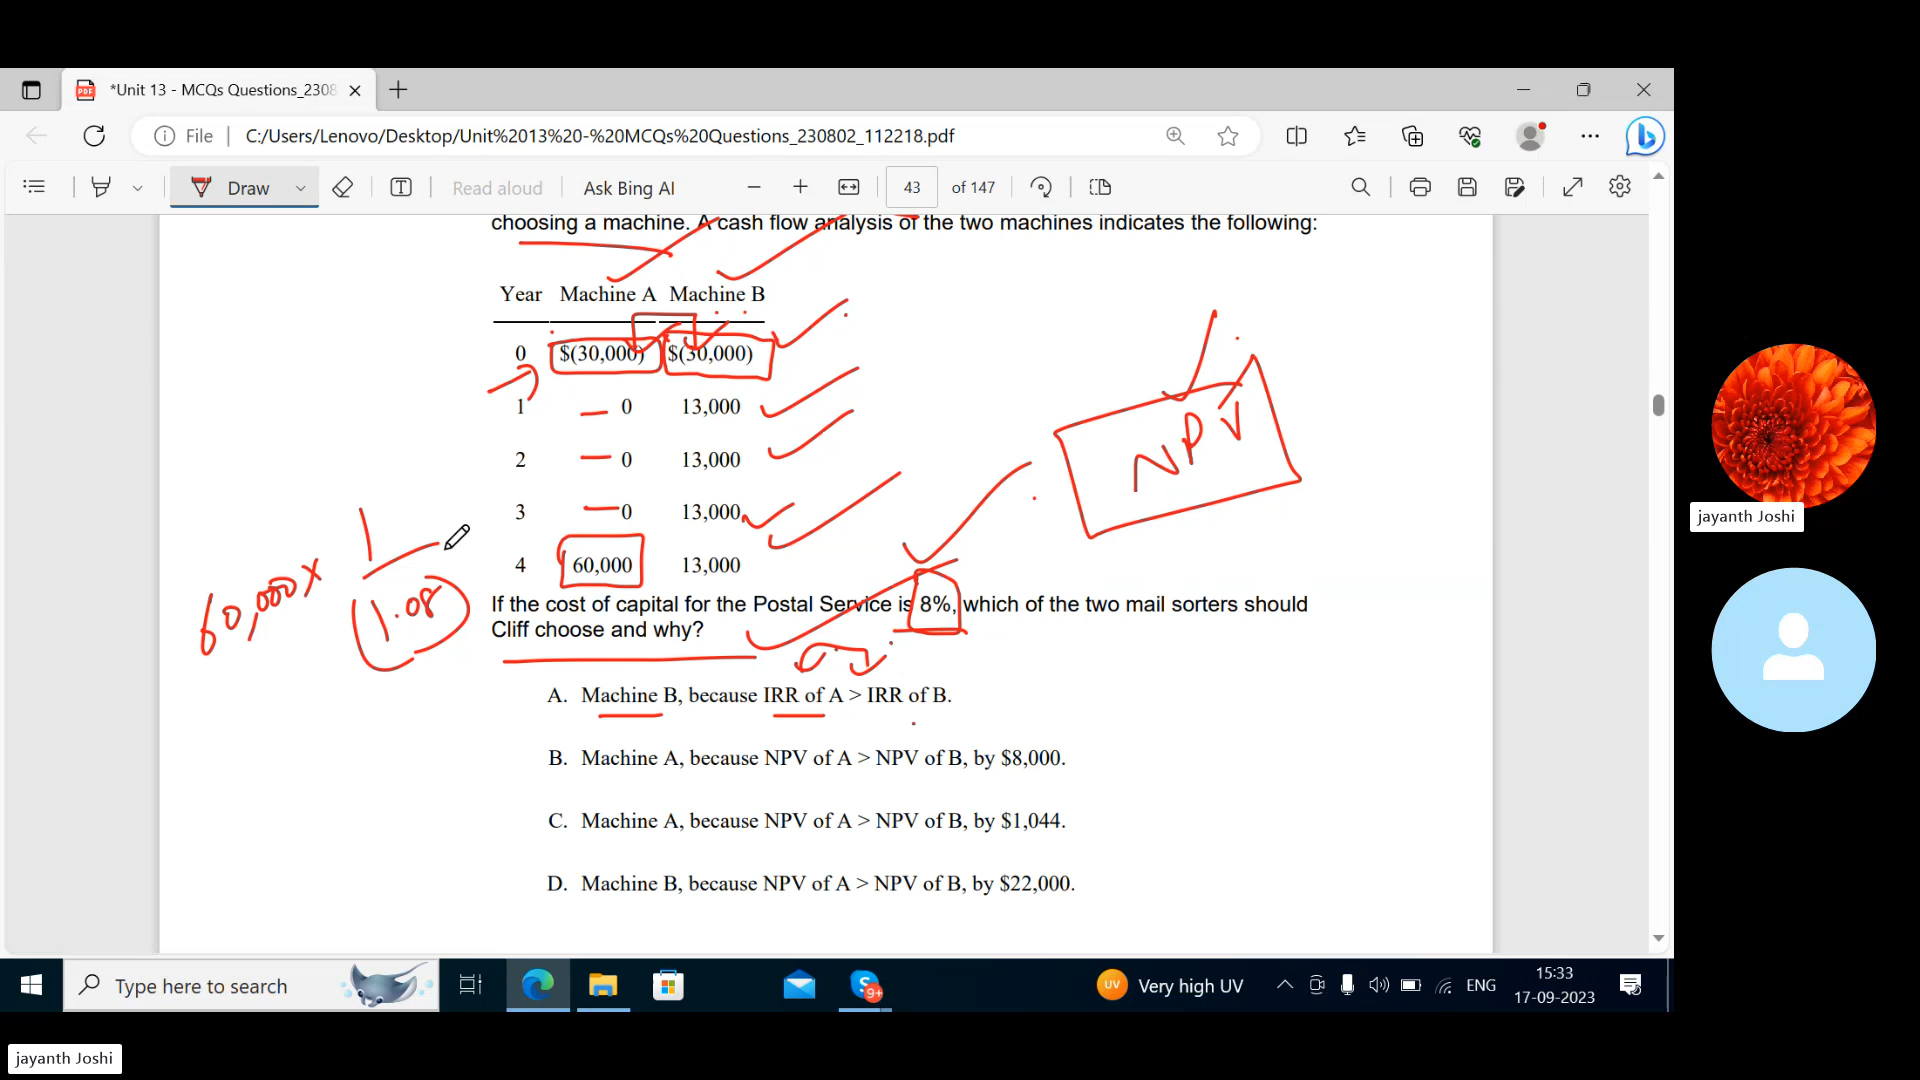 *Unit 13 - MCQs Questions_2308
File
C:/Users/Lenovo/Desktop/Unit%2013%20-%20MCQs%20Questions_230802_112218.pdf
Draw
Read aloud
Ask Bing AI
43
of 147
choosing a machine. A cash flow analysis of the two machines indicates the following:
Year Machine A Machine B
0 $(30,000) $(30,000)
1 0 13,000
2 0 13,000
3 0 13,000
4 60,000 13,000
NPV
1
60,000 x
1.08
If the cost of capital for the Postal Service is 8%, which of the two mail sorters should
Cliff choose and why?
A. Machine B, because IRR of A > IRR of B.
B. Machine A, because NPV of A > NPV of B, by $8,000.
C. Machine A, because NPV of A > NPV of B, by $1,044.
D. Machine B, because NPV of A > NPV of B, by $22,000.
jayanth Joshi
Type here to search
9+
UV
Very high UV
ENG
15:33
17-09-2023
jayanth Joshi